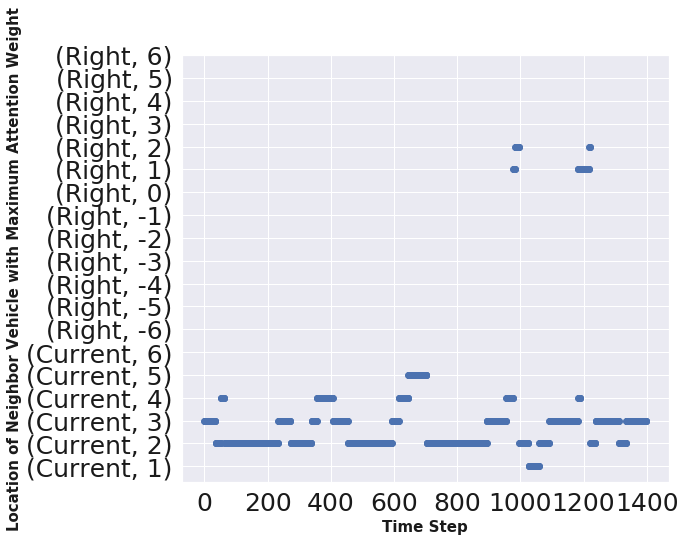 Location of Neighbor Vehicle with Maximum Attention Weight
(Right, 6)
(Right, 5)
(Right, 4)
(Right, 3)
(Right, 2)
(Right, 1)
(Right, 0)
(Right, -1)
(Right, -2)
(Right, -3)
(Right, -4)
(Right, -5)
(Right, -6)
(Current, 6)
(Current, 5)
(Current, 4)
(Current, 3)
(Current, 2)
(Current, 1)
0 200 400 600 800 1000 1200 1400
Time Step